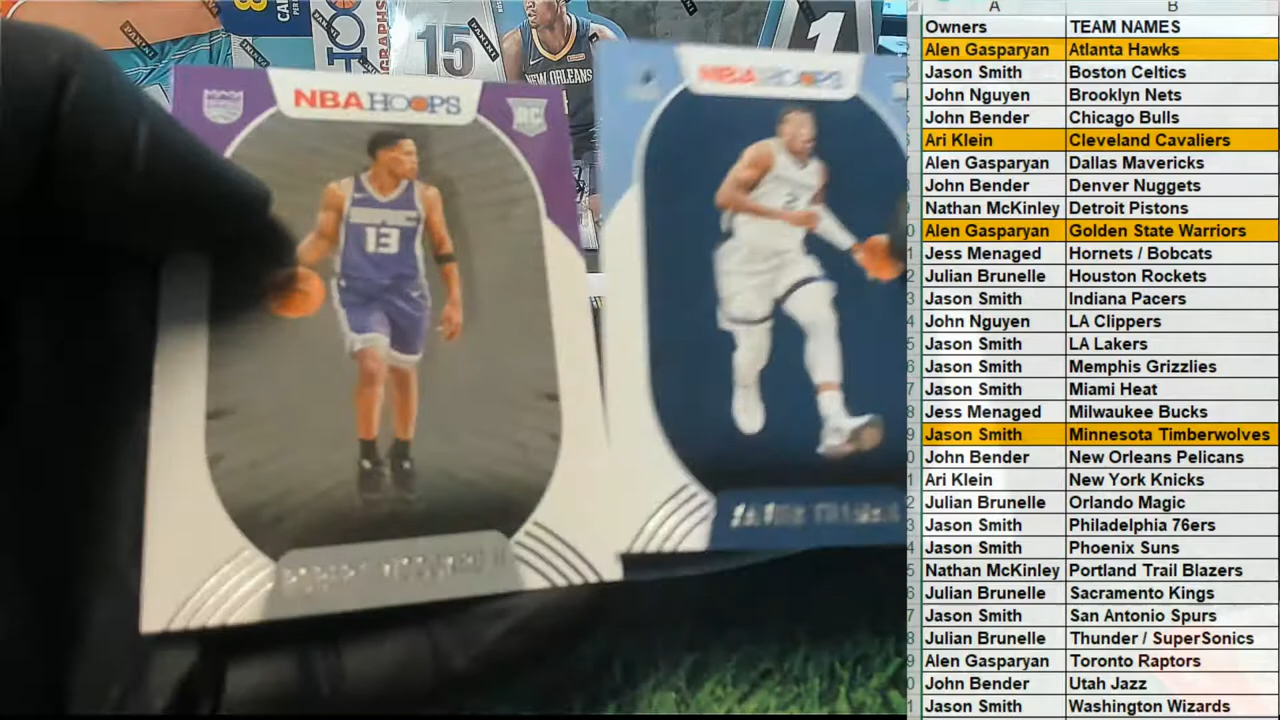 PANINI
PANINI
15
PANINI
NEW ORLEANS
1
NBA HOOPS
RC
13
NBA HOOPS
2
A B
Owners TEAM NAMES
Alen Gasparyan Atlanta Hawks
Jason Smith Boston Celtics
John Nguyen Brooklyn Nets
John Bender Chicago Bulls
Ari Klein Cleveland Cavaliers
Alen Gasparyan Dallas Mavericks
John Bender Denver Nuggets
Nathan McKinley Detroit Pistons
Alen Gasparyan Golden State Warriors
Jess Menaged Hornets / Bobcats
Julian Brunelle Houston Rockets
Jason Smith Indiana Pacers
John Nguyen LA Clippers
Jason Smith LA Lakers
Jason Smith Memphis Grizzlies
Jason Smith Miami Heat
Jess Menaged Milwaukee Bucks
Jason Smith Minnesota Timberwolves
John Bender New Orleans Pelicans
Ari Klein New York Knicks
Julian Brunelle Orlando Magic
Jason Smith Philadelphia 76ers
Jason Smith Phoenix Suns
Nathan McKinley Portland Trail Blazers
Julian Brunelle Sacramento Kings
Jason Smith San Antonio Spurs
Julian Brunelle Thunder / SuperSonics
Alen Gasparyan Toronto Raptors
John Bender Utah Jazz
Jason Smith Washington Wizards